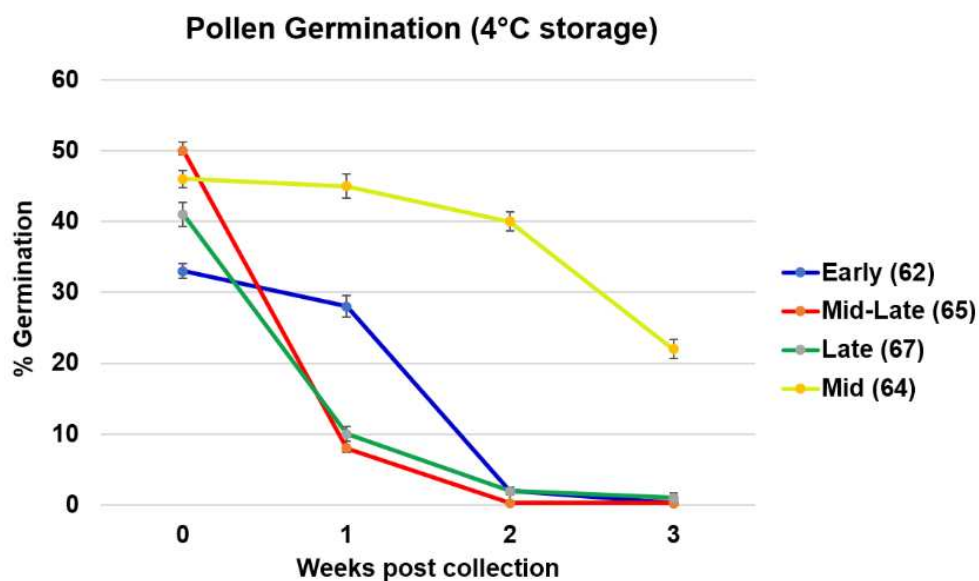 Pollen Germination (4°C storage)
60
50
40
30
20
10
0
% Germination
0 1 2 3
Weeks post collection
Early (62)
Mid-Late (65)
Late (67)
Mid (64)